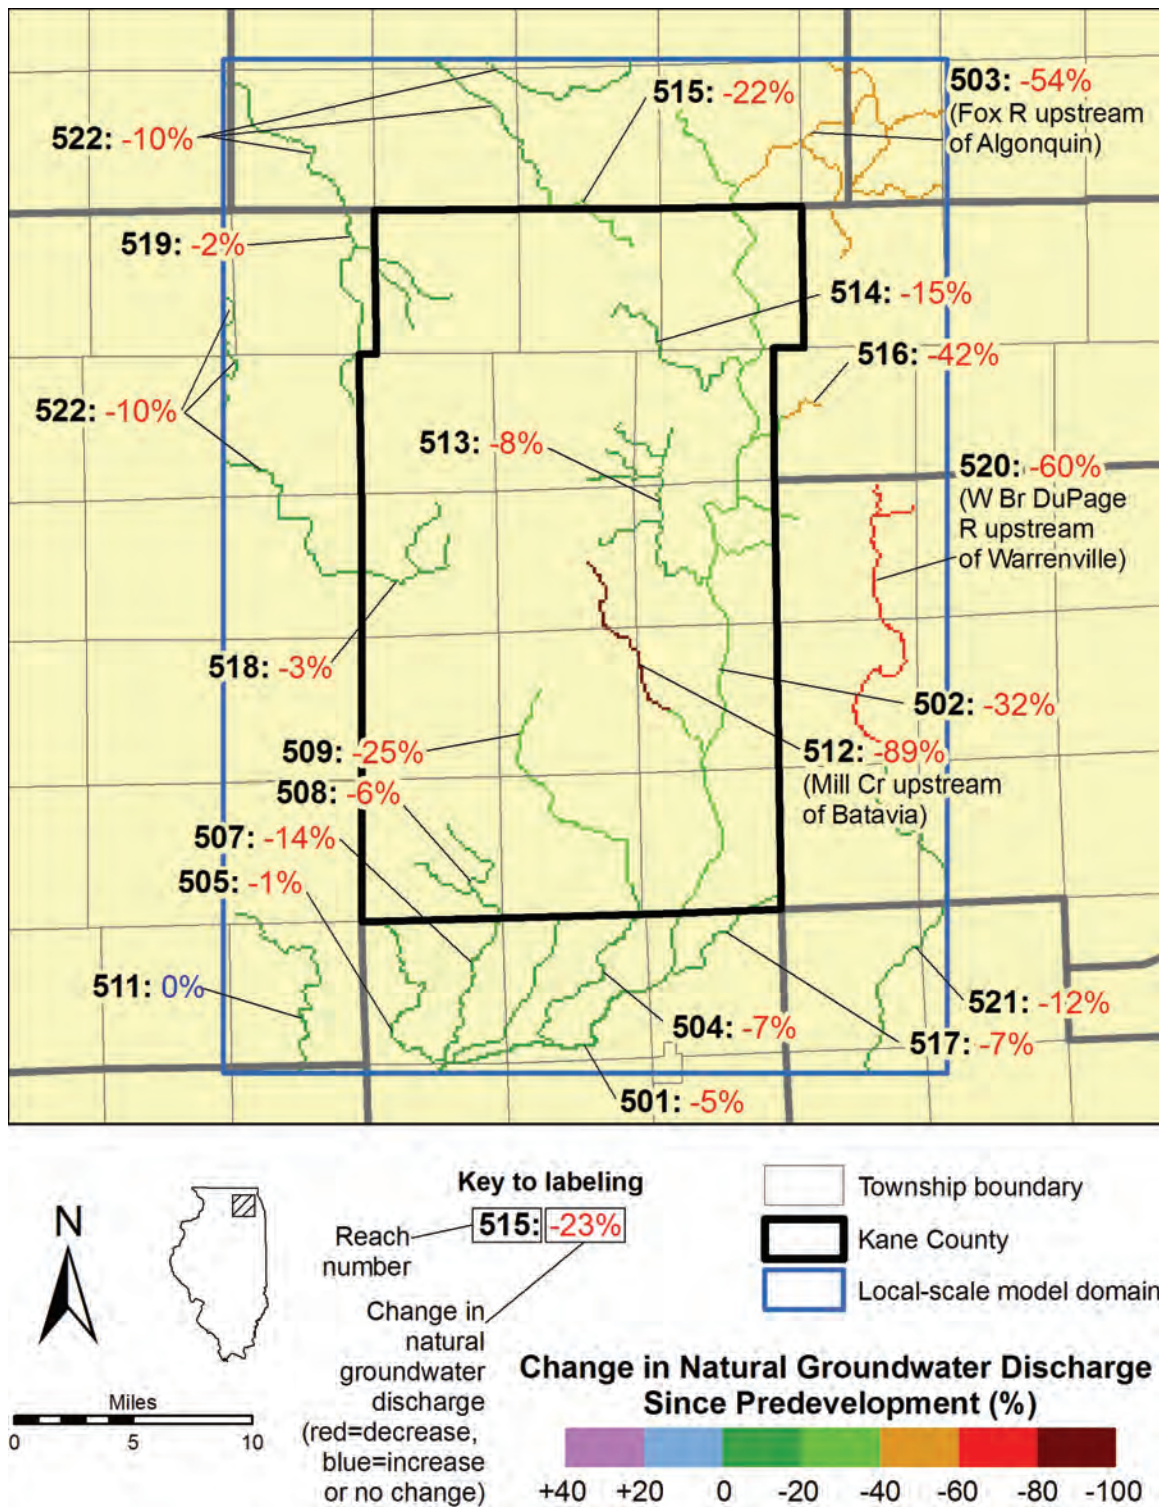 503: -54%
(Fox R upstream
of Algonquin)
515: -22%
522: -10%
519: -2%
514: -15%
516: -42%
522: -10%
513: -8%
520: -60%
(W Br DuPage
R upstream
of Warrenville)
518: -3%
502: -32%
509: -25%
512: -89%
(Mill Cr upstream
of Batavia)
508: -6%
507: -14%
505: -1%
511: 0%
521: -12%
504: -7%
517: -7%
501: -5%
N
Miles
0 5 10
Key to labeling
515: -23%
Reach
number
Change in
natural
groundwater
discharge
(red=decrease,
blue=increase
or no change)
Township boundary
Kane County
Local-scale model domain
Change in Natural Groundwater Discharge
Since Predevelopment (%)
+40 +20 0 -20 -40 -60 -80 -100